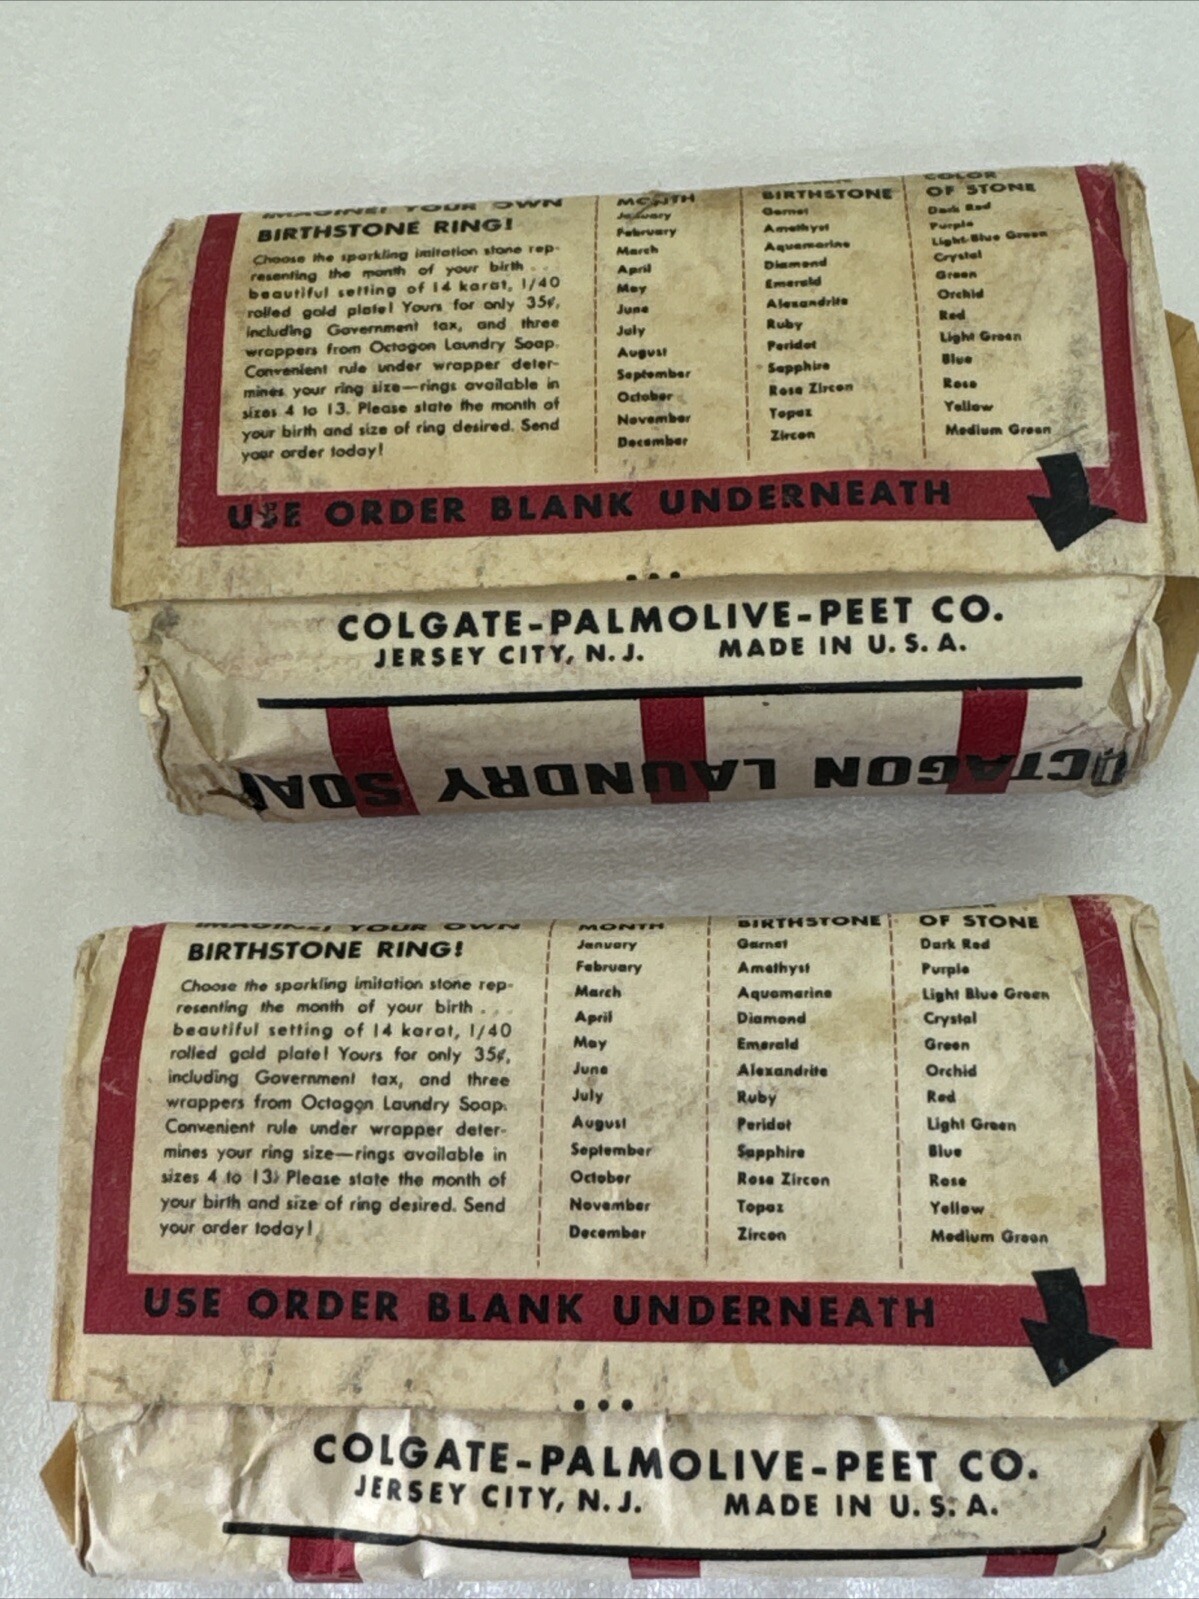 IMAGINE! YOUR OWN
BIRTHSTONE RING!
Choose the sparkling imitation stone rep-
resenting the month of your birth . . .
beautiful setting of 14 karat, 1/40
rolled gold plate! Yours for only 35¢,
including Government tax, and three
wrappers from Octagon Laundry Soap.
Convenient rule under wrapper deter-
mines your ring size—rings available in
sizes 4 to 13. Please state the month of
your birth and size of ring desired. Send
your order today!
MONTH
January
February
March
April
May
June
July
August
September
October
November
December
BIRTHSTONE
Garnet
Amethyst
Aquamarine
Diamond
Emerald
Alexandrite
Ruby
Peridot
Sapphire
Rose Zircon
Topaz
Zircon
COLOR
OF STONE
Dark Red
Purple
Light Blue Green
Crystal
Green
Orchid
Red
Light Green
Blue
Rose
Yellow
Medium Green
USE ORDER BLANK UNDERNEATH
COLGATE-PALMOLIVE-PEET CO.
JERSEY CITY, N. J. MADE IN U. S. A.
OCTAGON LAUNDRY SOAP
IMAGINE! YOUR OWN
BIRTHSTONE RING!
Choose the sparkling imitation stone rep-
resenting the month of your birth . . .
beautiful setting of 14 karat, 1/40
rolled gold plate! Yours for only 35¢,
including Government tax, and three
wrappers from Octagon Laundry Soap.
Convenient rule under wrapper deter-
mines your ring size—rings available in
sizes 4 to 13. Please state the month of
your birth and size of ring desired. Send
your order today!
MONTH
January
February
March
April
May
June
July
August
September
October
November
December
BIRTHSTONE
Garnet
Amethyst
Aquamarine
Diamond
Emerald
Alexandrite
Ruby
Peridot
Sapphire
Rose Zircon
Topaz
Zircon
OF STONE
Dark Red
Purple
Light Blue Green
Crystal
Green
Orchid
Red
Light Green
Blue
Rose
Yellow
Medium Green
USE ORDER BLANK UNDERNEATH
COLGATE-PALMOLIVE-PEET CO.
JERSEY CITY, N. J. MADE IN U. S. A.